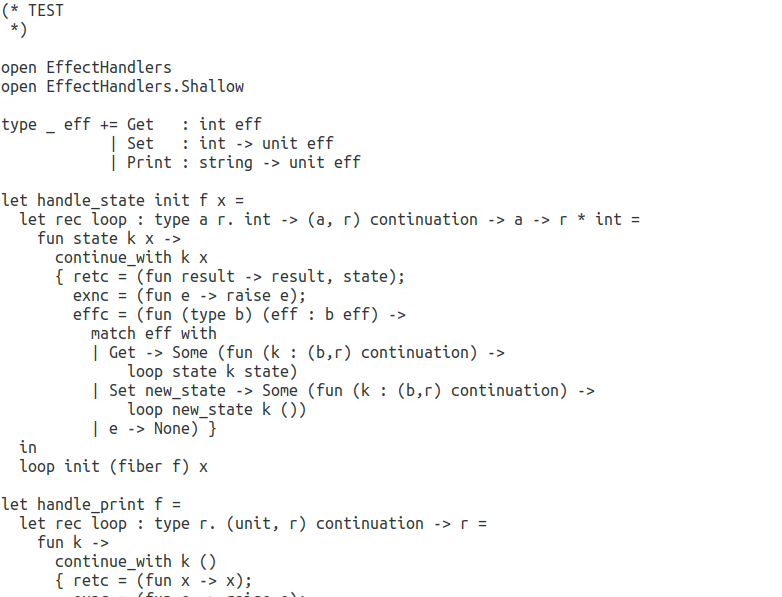 (* TEST
 *)

open EffectHandlers
open EffectHandlers.Shallow

type _ eff += Get   : int eff
            | Set   : int -> unit eff
            | Print : string -> unit eff

let handle_state init f x =
  let rec loop : type a r. int -> (a, r) continuation -> a -> r * int =
    fun state k x ->
      continue_with k x
      { retc = (fun result -> result, state);
        exnc = (fun e -> raise e);
        effc = (fun (type b) (eff : b eff) ->
          match eff with
          | Get -> Some (fun (k : (b,r) continuation) ->
              loop state k state)
          | Set new_state -> Some (fun (k : (b,r) continuation) ->
              loop new_state k ())
          | e -> None) }
  in
  loop init (fiber f) x

let handle_print f =
  let rec loop : type r. (unit, r) continuation -> r =
    fun k ->
      continue_with k ()
      { retc = (fun x -> x);